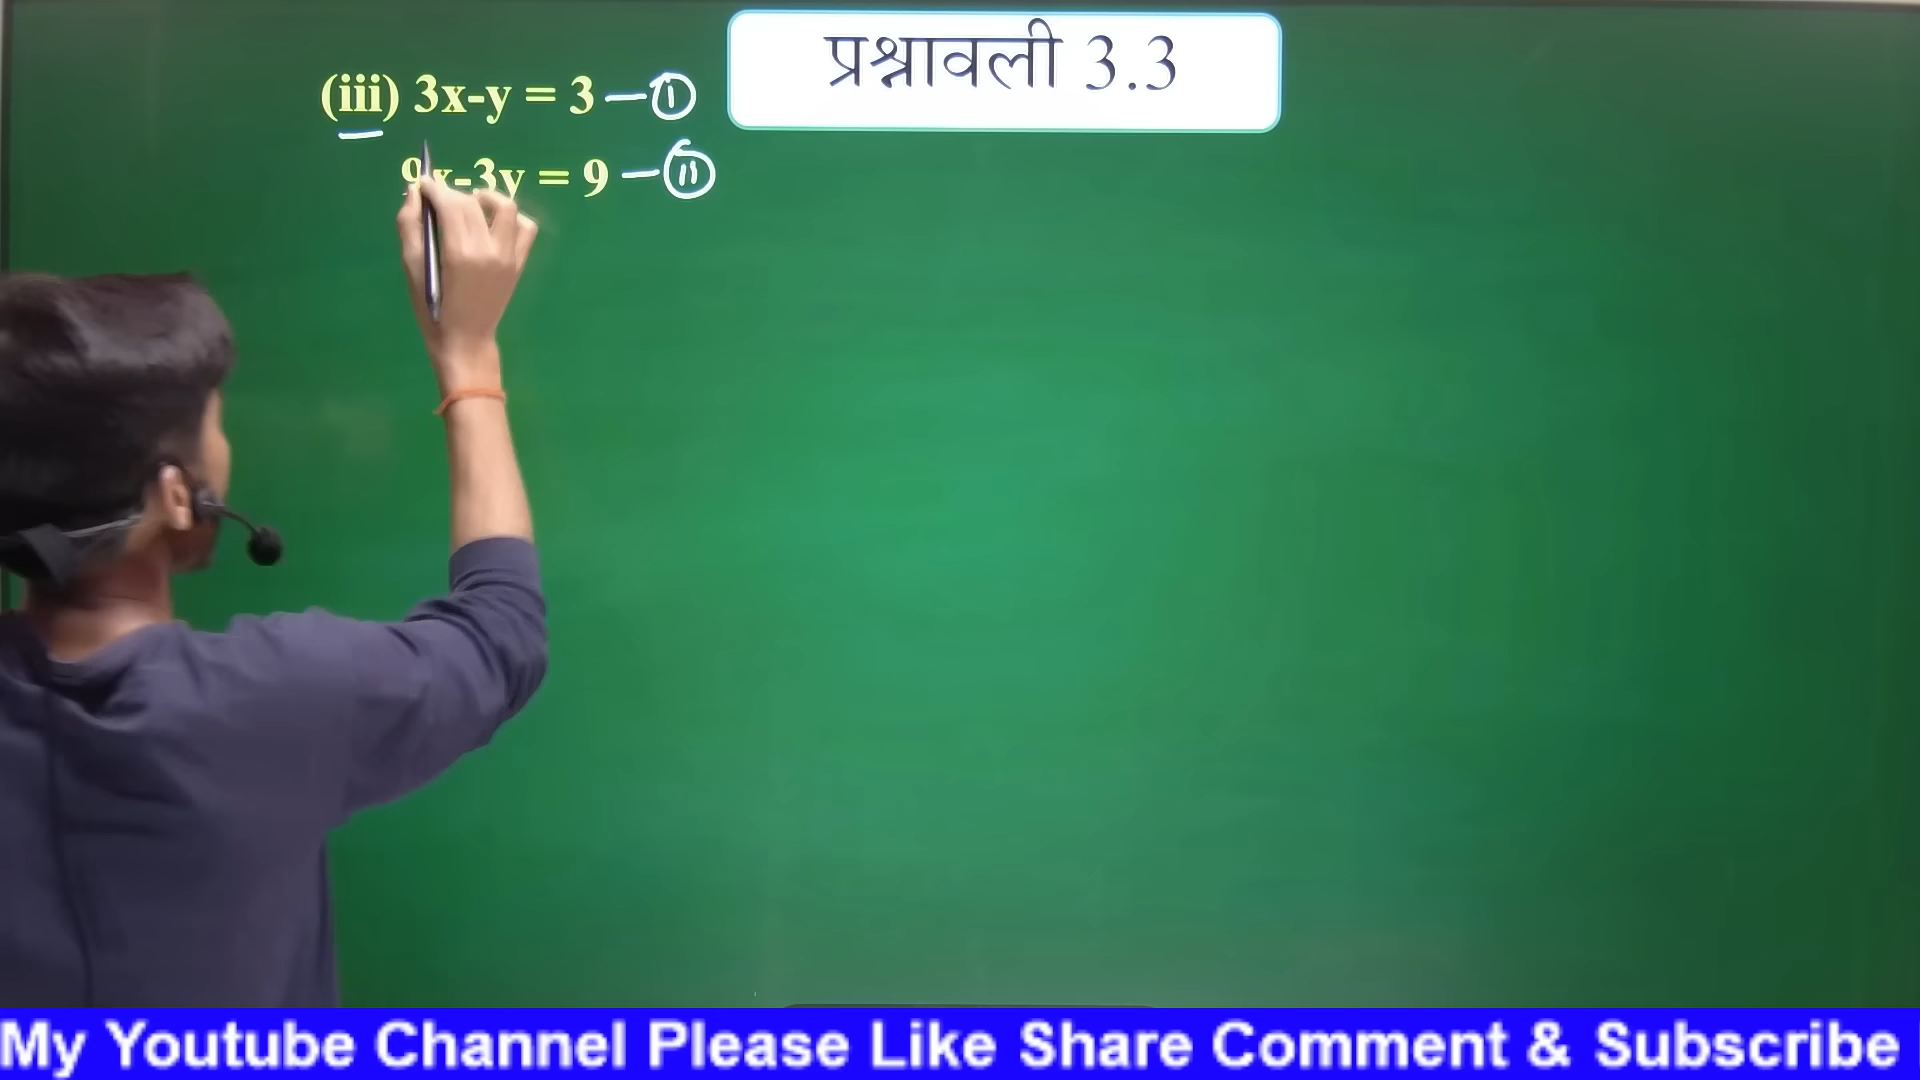 प्रश्नावली 3.3
(iii) 3x-y = 3 — (i)
9x-3y = 9 — (ii)
My Youtube Channel Please Like Share Comment & Subscribe